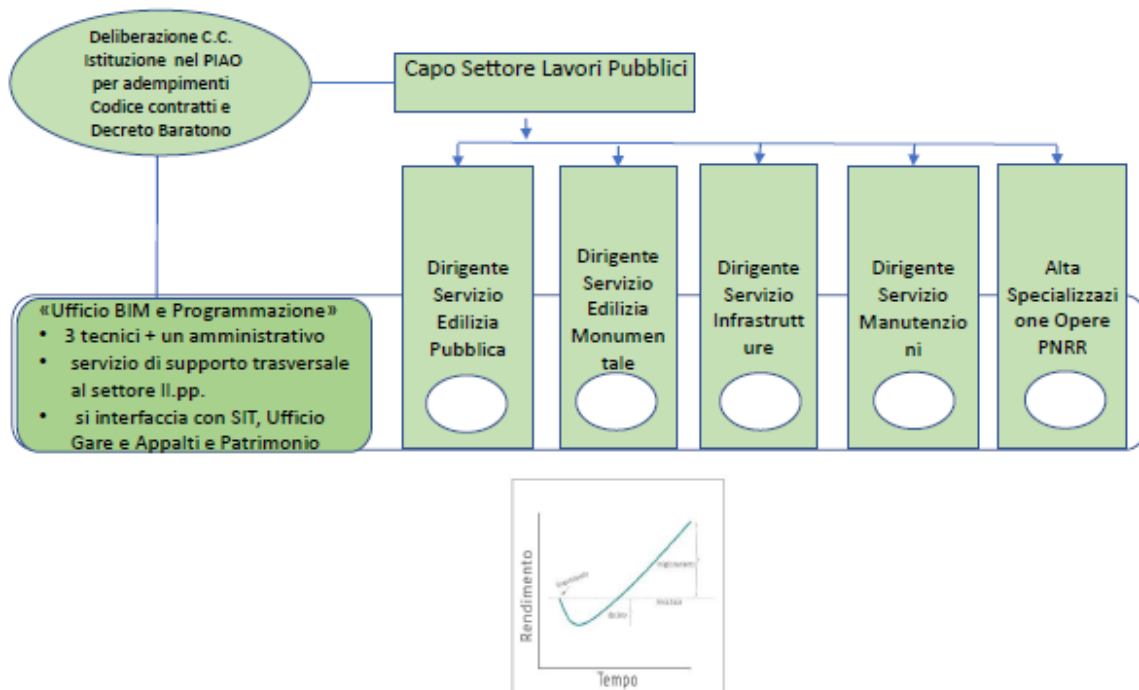 Deliberazione C.C.
Istituzione nel PIAO
per adempimenti
Codice contratti e
Decreto Baratono
Capo Settore Lavori Pubblici
Dirigente
Servizio
Edilizia
Pubblica
Dirigente
Servizio
Edilizia
Monumen
tale
Dirigente
Servizio
Infrastrutt
ure
Dirigente
Servizio
Manutenzio
ni
Alta
Specializzazi
one Opere
PNRR
«Ufficio BIM e Programmazione»
• 3 tecnici + un amministrativo
• servizio di supporto trasversale
al settore ll.pp.
• si interfaccia con SIT, Ufficio
Gare e Appalti e Patrimonio
Rendimento
Tempo